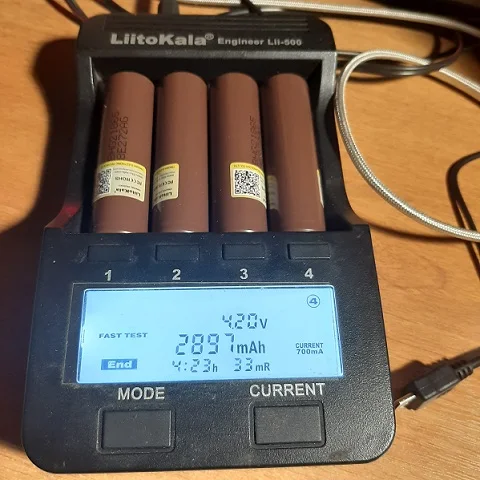 LiitoKala® Engineer Lii-500
LiitoKala
1 2 3 4
④
4.20v
FAST TEST
2897mAh
CURRENT
700mA
End
4:23h 33mR
MODE CURRENT